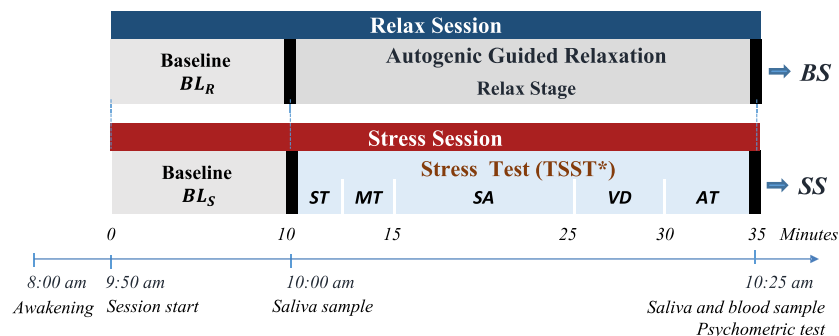 Relax Session
Baseline
BL_R
Autogenic Guided Relaxation
Relax Stage
BS
Stress Session
Baseline
BL_S
Stress Test (TSST*)
ST MT SA VD AT
SS
0 10 15 25 30 35 Minutes
8:00 am 9:50 am 10:00 am 10:25 am
Awakening Session start Saliva sample Saliva and blood sample
Psychometric test